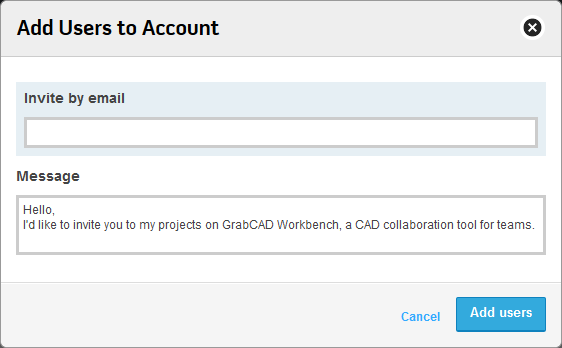 Add Users to Account
Invite by email
Message
Hello,
I'd like to invite you to my projects on GrabCAD Workbench, a CAD collaboration tool for teams.
Cancel
Add users